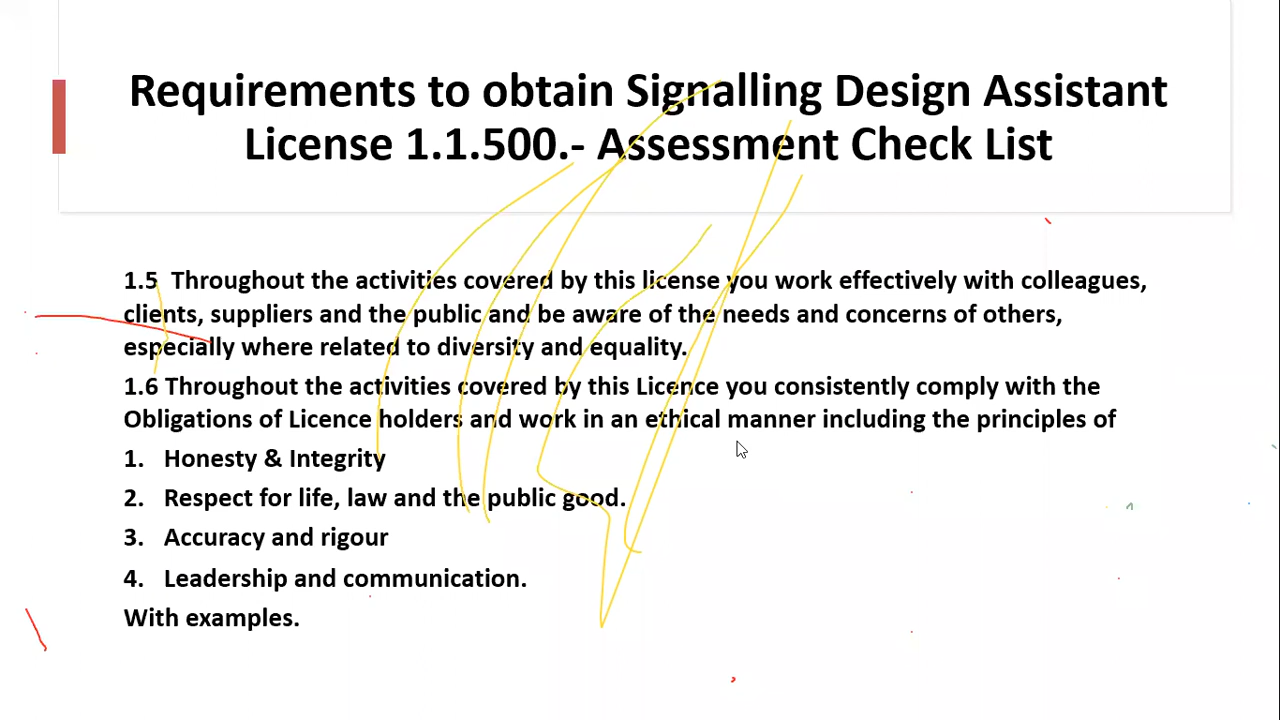 Requirements to obtain Signalling Design Assistant
License 1.1.500.- Assessment Check List
1.5 Throughout the activities covered by this license you work effectively with colleagues,
clients, suppliers and the public and be aware of the needs and concerns of others,
especially where related to diversity and equality.
1.6 Throughout the activities covered by this Licence you consistently comply with the
Obligations of Licence holders and work in an ethical manner including the principles of
1. Honesty & Integrity
2. Respect for life, law and the public good.
3. Accuracy and rigour
4. Leadership and communication.
With examples.